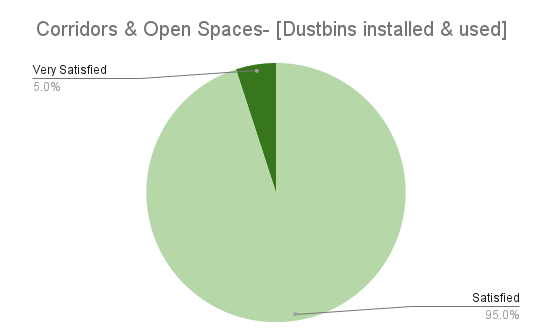 Corridors & Open Spaces- [Dustbins installed & used]
Very Satisfied
5.0%
Satisfied
95.0%